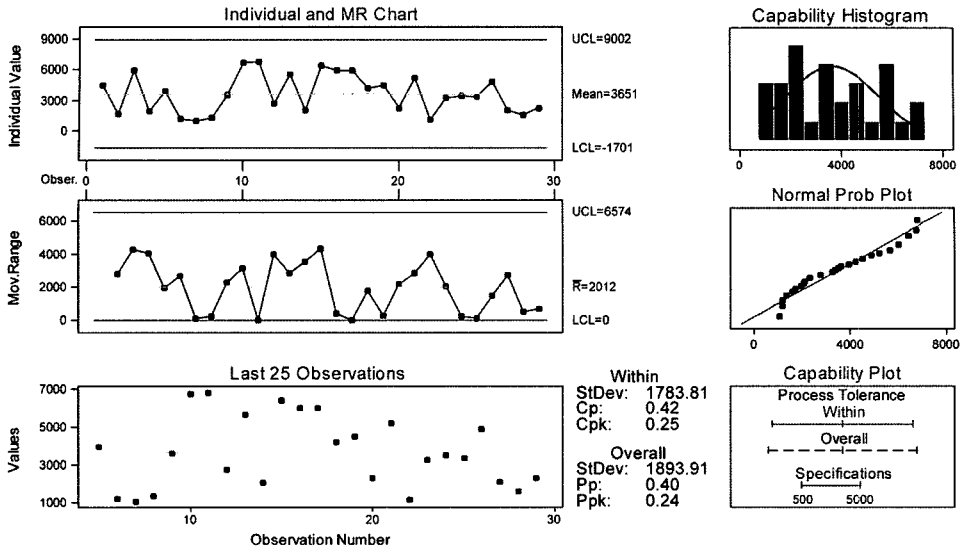 Individual and MR Chart
Individual Value
9000
6000
3000
0
UCL=9002
Mean=3651
LCL=-1701
Obser. 0 10 20 30
Mov.Range
6000
4000
2000
0
UCL=6574
R̅=2012
LCL=0
Last 25 Observations
Values
7000
5000
3000
1000
10 20 30
Observation Number
Within
StDev: 1783.81
Cp: 0.42
Cpk: 0.25
Overall
StDev: 1893.91
Pp: 0.40
Ppk: 0.24
Capability Histogram
0 4000 8000
Normal Prob Plot
0 4000 8000
Capability Plot
Process Tolerance
Within
Overall
Specifications
500 5000